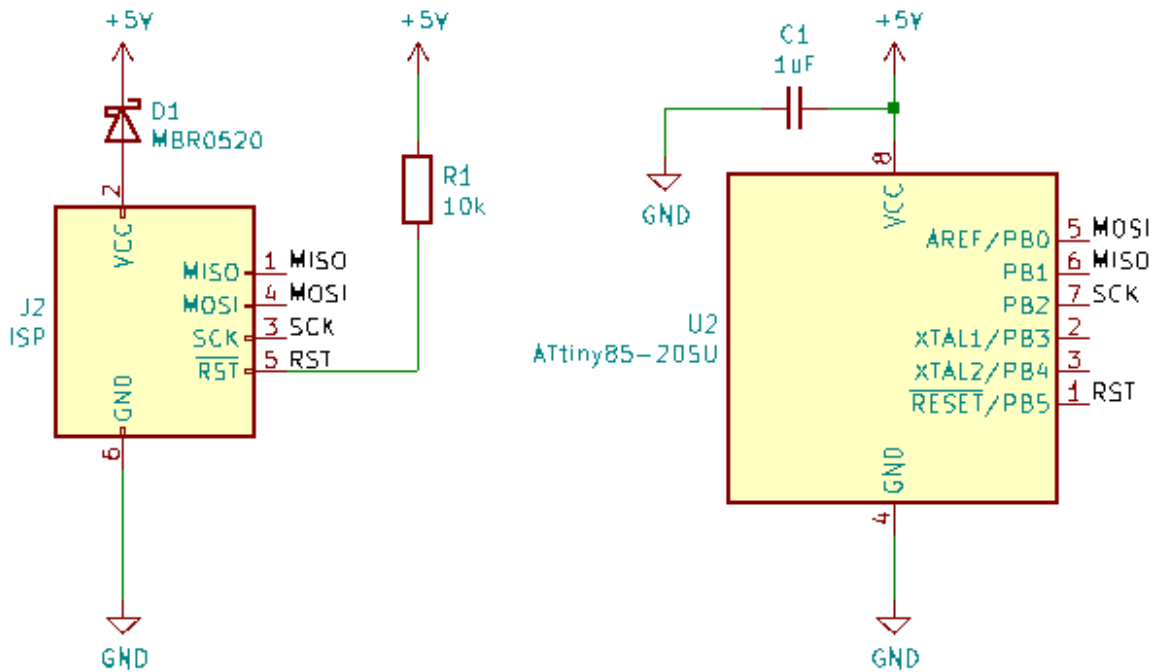 +5V
D1
MBR0520
2
VCC
MISO
1
MISO
MOSI
4
MOSI
SCK
3
SCK
RST
5
RST
GND
6
J2
ISP
GND
+5V
R1
10k
+5V
C1
1uF
GND
8
VCC
AREF/PB0
5
MOSI
PB1
6
MISO
PB2
7
SCK
XTAL1/PB3
2
XTAL2/PB4
3
RESET/PB5
1
RST
U2
ATtiny85-20SU
GND
4
GND